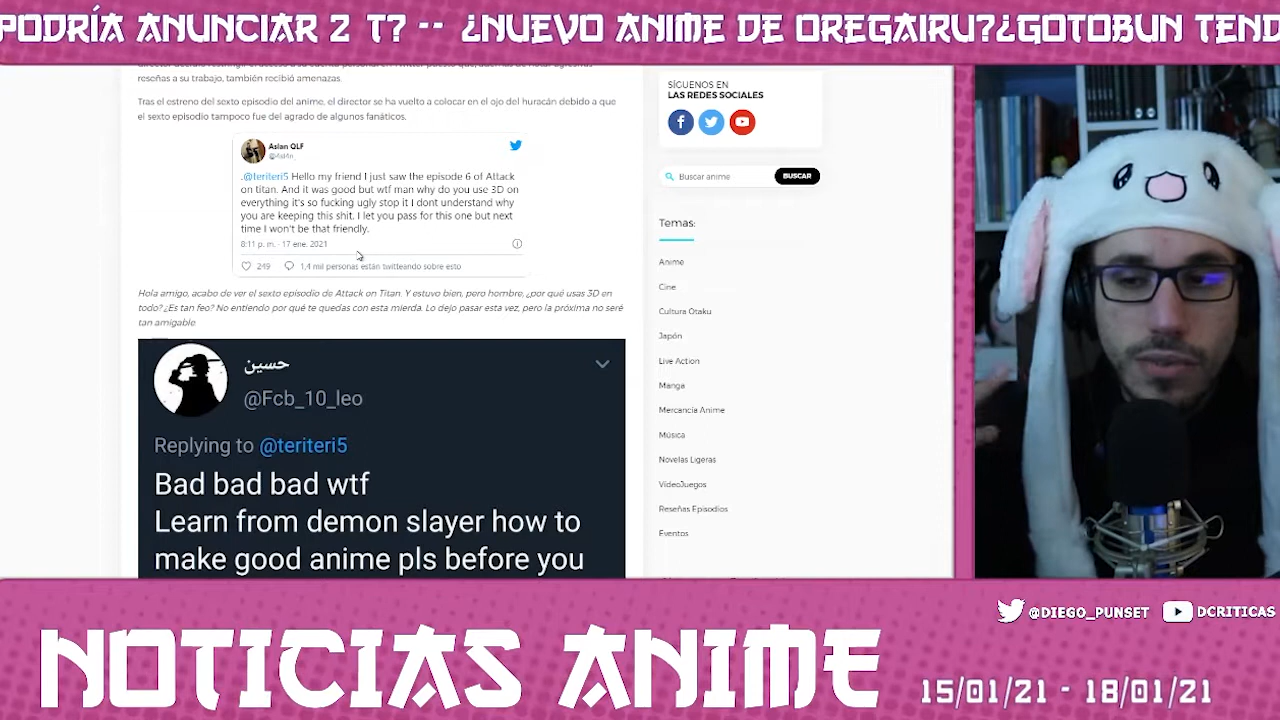 PODRÍA ANUNCIAR 2 T? -- ¿NUEVO ANIME DE OREGAIRU?¿GOTOBUN TEND
reseñas a su trabajo, también recibió amenazas.
Tras el estreno del sexto episodio del anime, el director se ha vuelto a colocar en el ojo del huracán debido a que
el sexto episodio tampoco fue del agrado de algunos fanáticos.
Aslan QLF
.@teriteri5 Hello my friend I just saw the episode 6 of Attack
on titan. And it was good but wtf man why do you use 3D on
everything it's so fucking ugly stop it I dont understand why
you are keeping this shit. I let you pass for this one but next
time I won't be that friendly.
8:11 p. m. · 17 ene. 2021
249 1,4 mil personas están twitteando sobre esto
Hola amigo, acabo de ver el sexto episodio de Attack on Titan. Y estuvo bien, pero hombre, ¿por qué usas 3D en
todo? ¿Es tan feo? No entiendo por qué te quedas con esta mierda. Lo dejo pasar esta vez, pero la próxima no seré
tan amigable
حسين
@Fcb_10_leo
Replying to @teriteri5
Bad bad bad wtf
Learn from demon slayer how to
make good anime pls before you
SÍGUENOS EN
LAS REDES SOCIALES
Buscar anime BUSCAR
Temas:
Anime
Cine
Cultura Otaku
Japón
Live Action
Manga
Mercancía Anime
Música
Novelas Ligeras
VídeoJuegos
Reseñas Episodios
Eventos
@DIEGO_PUNSET DCRITICAS
NOTICIAS ANIME
15/01/21 - 18/01/21